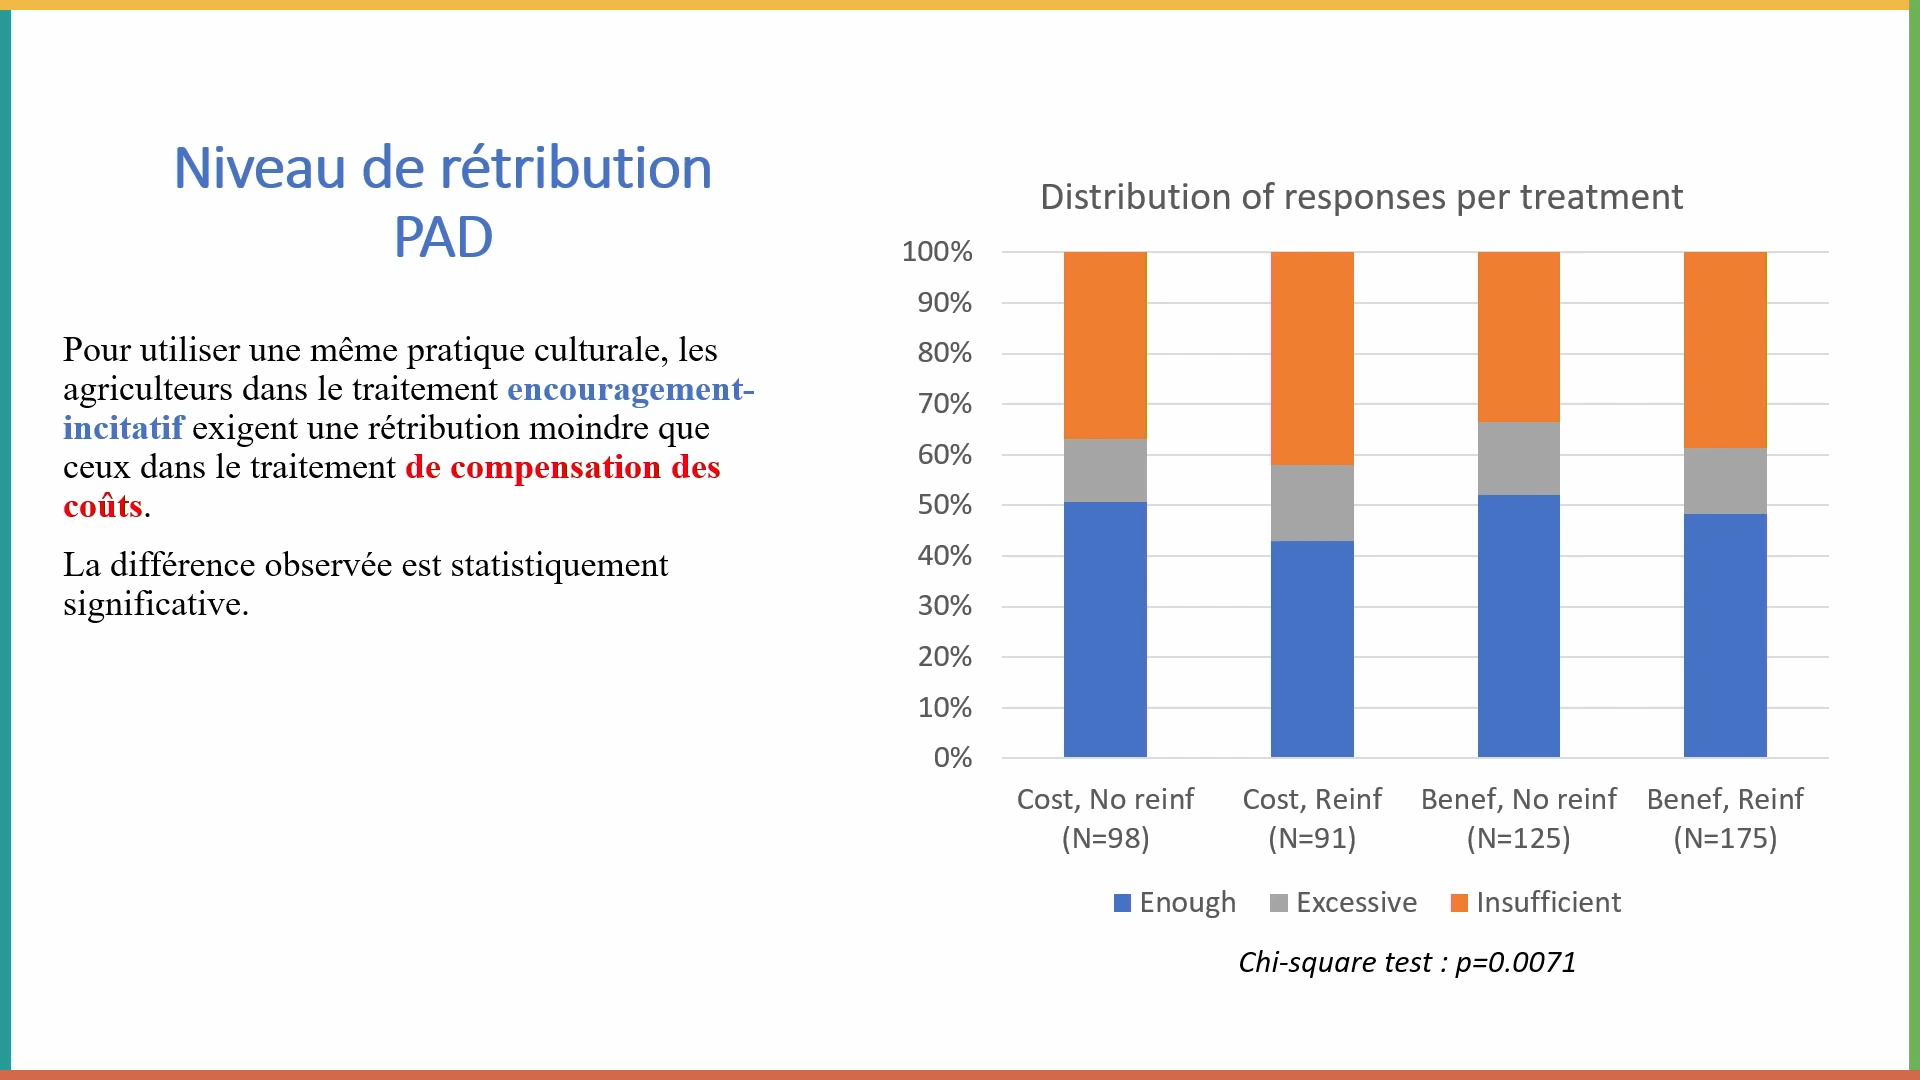 Niveau de rétribution
PAD
Pour utiliser une même pratique culturale, les
agriculteurs dans le traitement encouragement-
incitatif exigent une rétribution moindre que
ceux dans le traitement de compensation des
coûts.
La différence observée est statistiquement
significative.
Distribution of responses per treatment
100%
90%
80%
70%
60%
50%
40%
30%
20%
10%
0%
Cost, No reinf
(N=98)
Cost, Reinf
(N=91)
Benef, No reinf
(N=125)
Benef, Reinf
(N=175)
Enough
Excessive
Insufficient
Chi-square test : p=0.0071